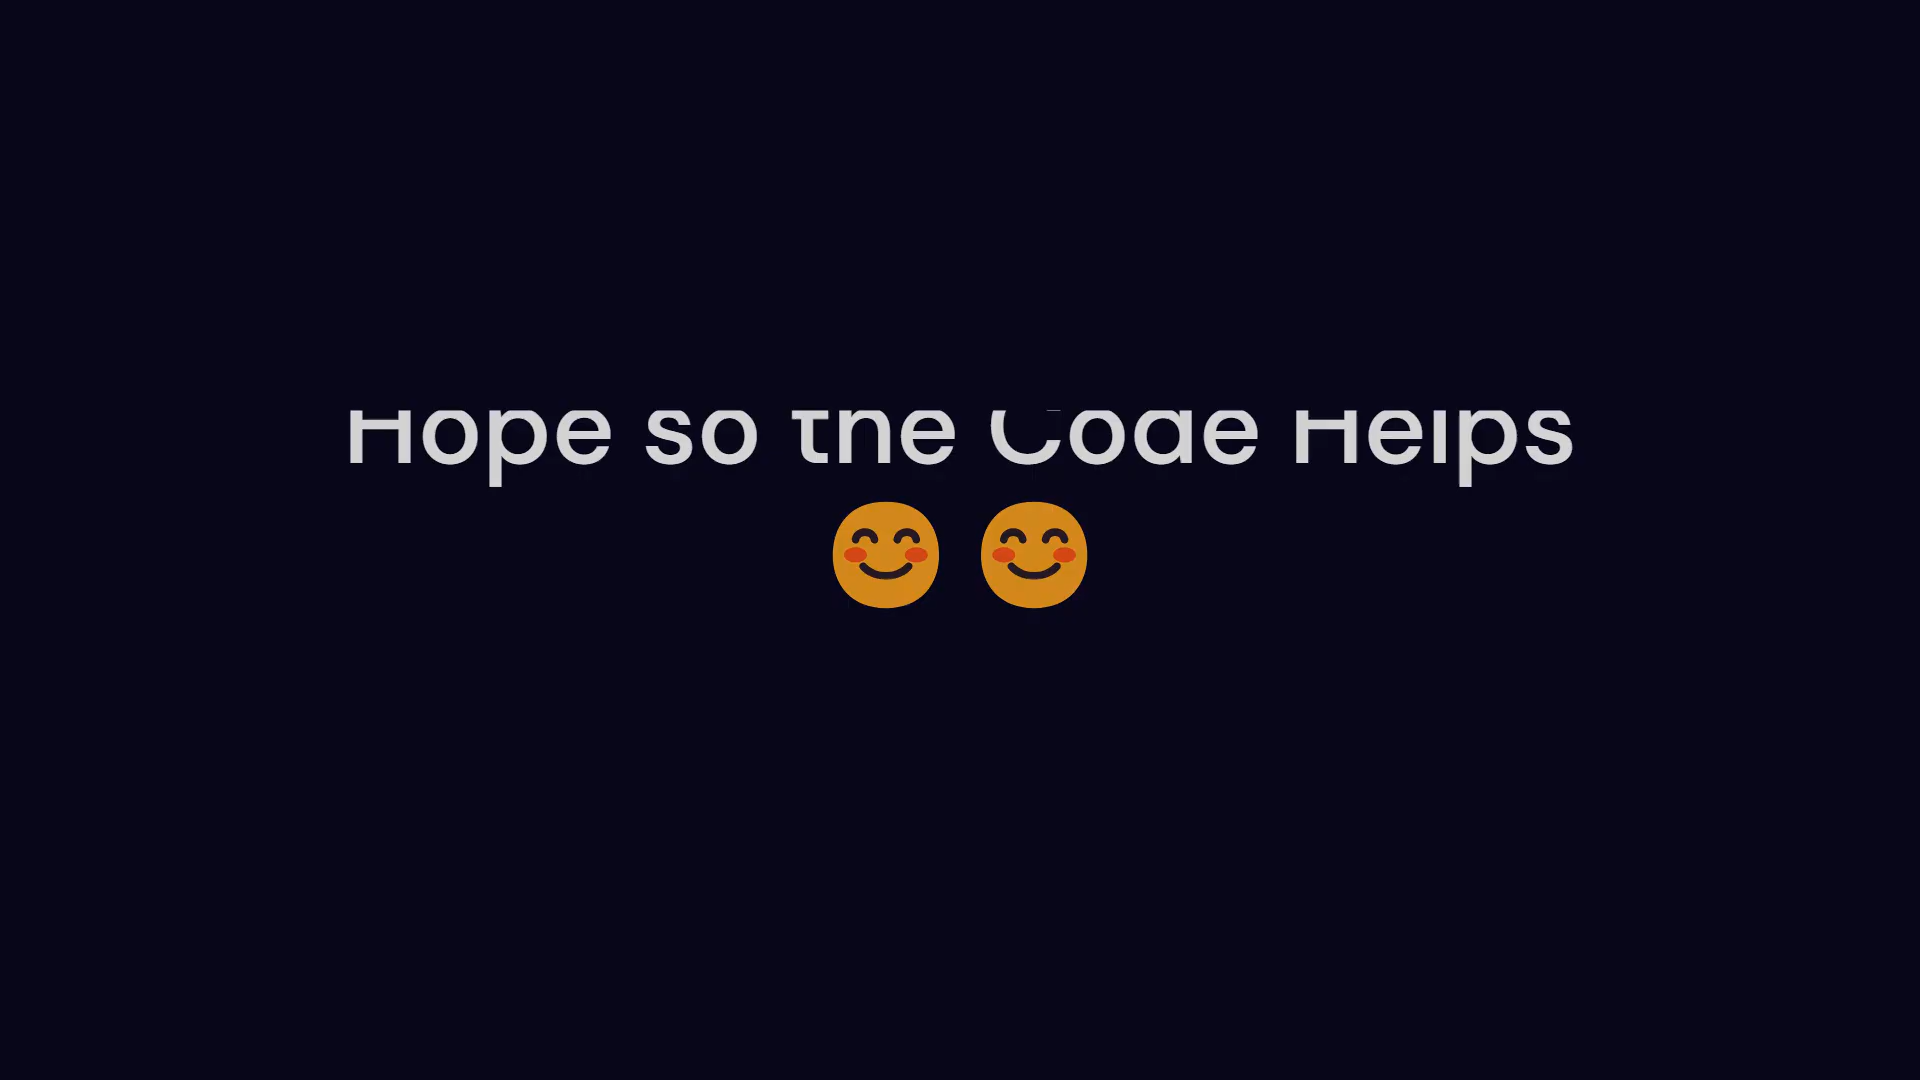 Hope so the Code Helps
😊 😊